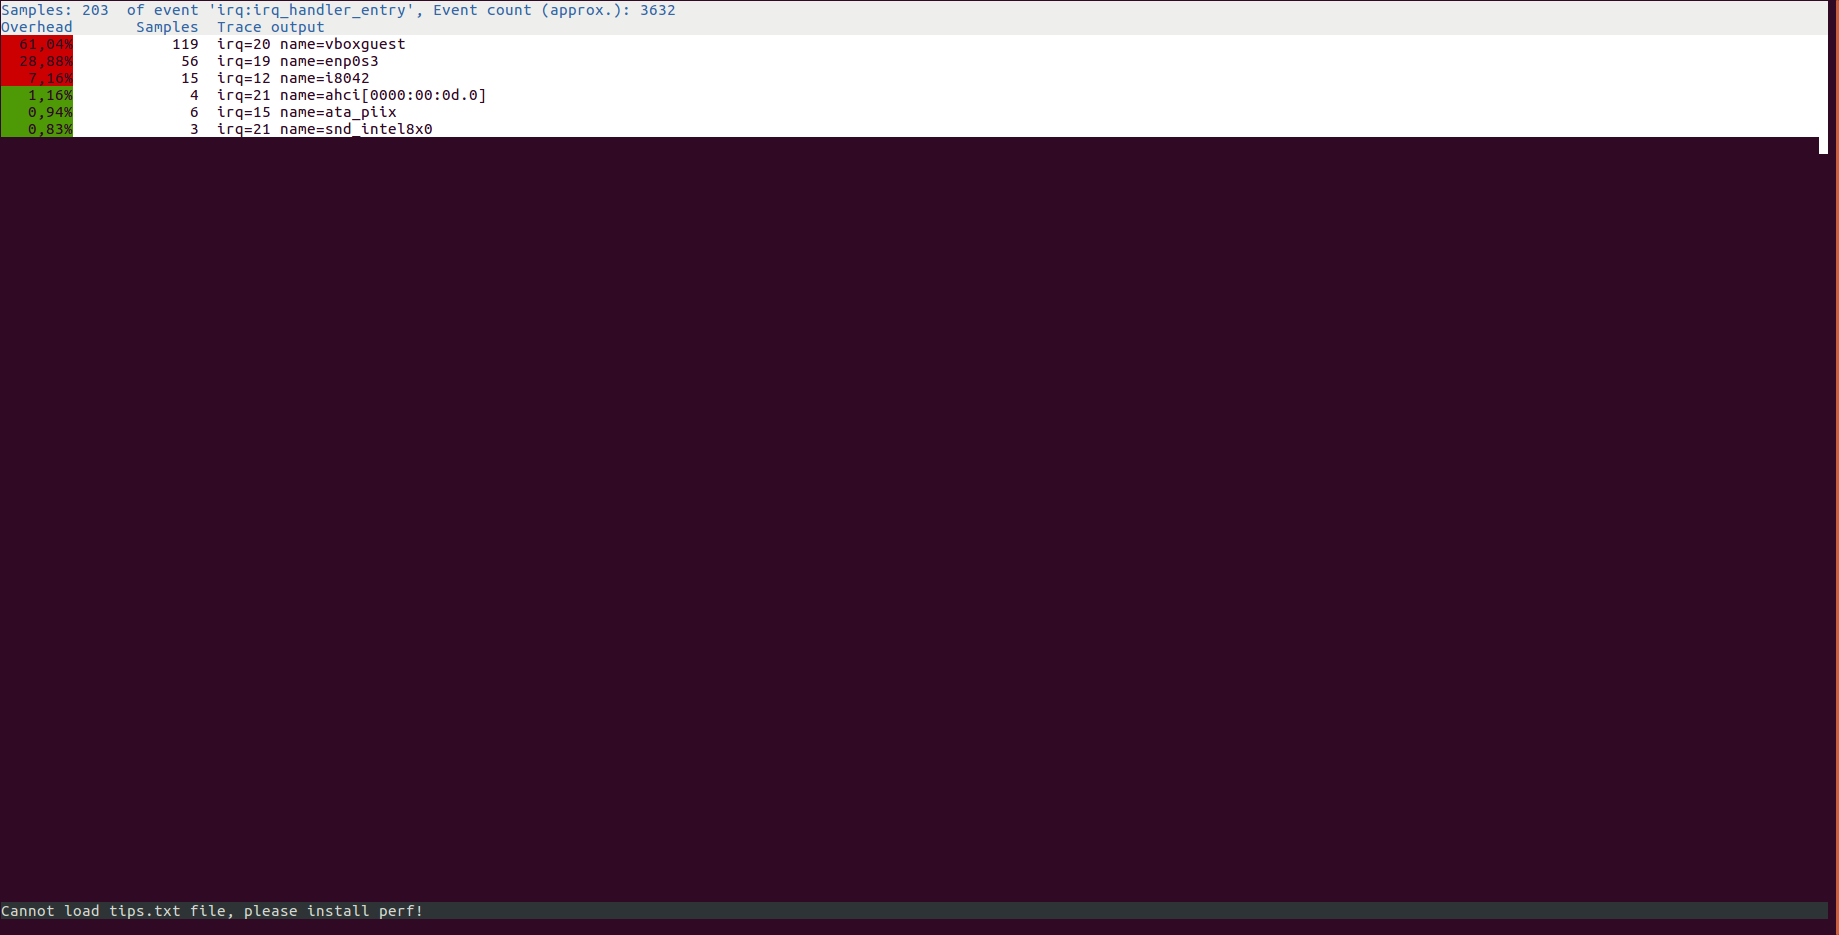 Samples: 203  of event 'irq:irq_handler_entry', Event count (approx.): 3632
Overhead       Samples  Trace output
  61,04%           119  irq=20 name=vboxguest
  28,88%            56  irq=19 name=enp0s3
   7,16%            15  irq=12 name=i8042
   1,16%             4  irq=21 name=ahci[0000:00:0d.0]
   0,94%             6  irq=15 name=ata_piix
   0,83%             3  irq=21 name=snd_intel8x0
Cannot load tips.txt file, please install perf!